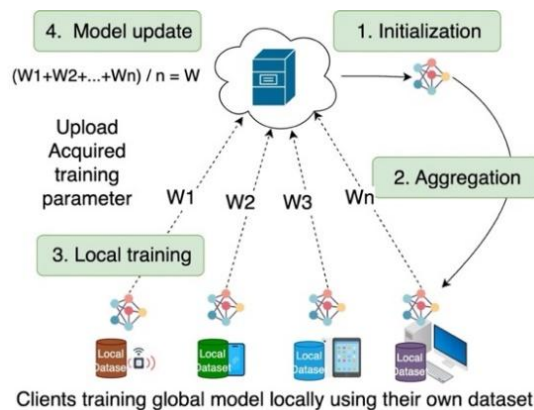 4. Model update
1. Initialization
(W1+W2+...+Wn) / n = W
Upload
Acquired
training
parameter
2. Aggregation
W1
W2
W3
Wn
3. Local training
Local
Dataset
Local
Dataset
Local
Dataset
Local
Dataset
Clients training global model locally using their own dataset